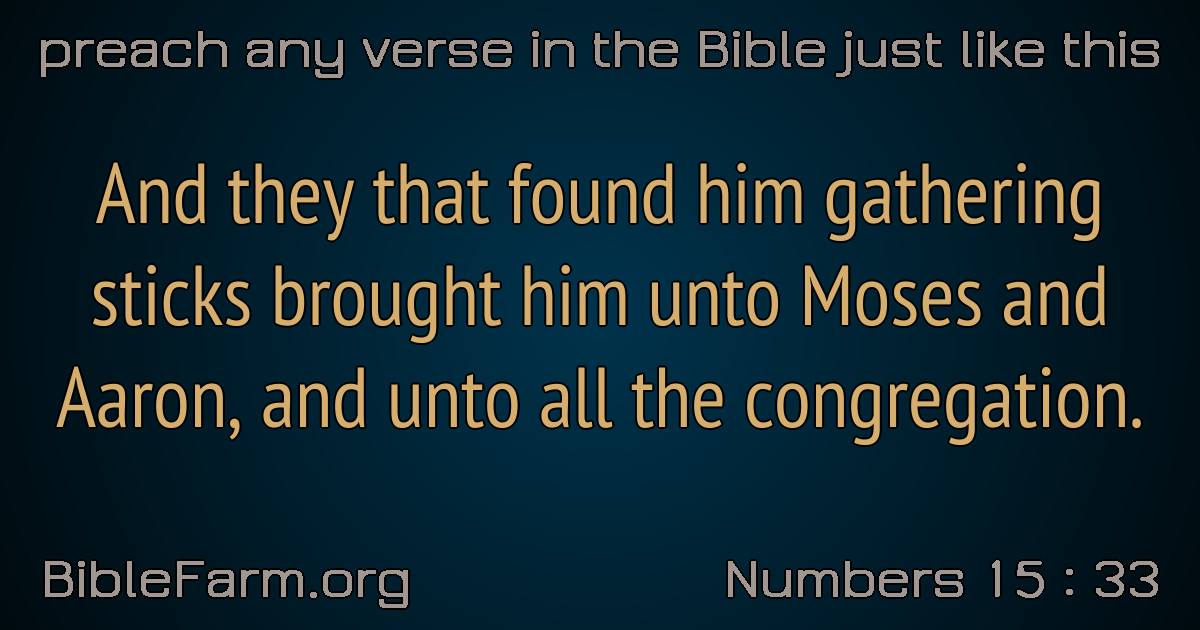 preach any verse in the Bible just like this
And they that found him gathering
sticks brought him unto Moses and
Aaron, and unto all the congregation.
BibleFarm.org
Numbers 15 : 33